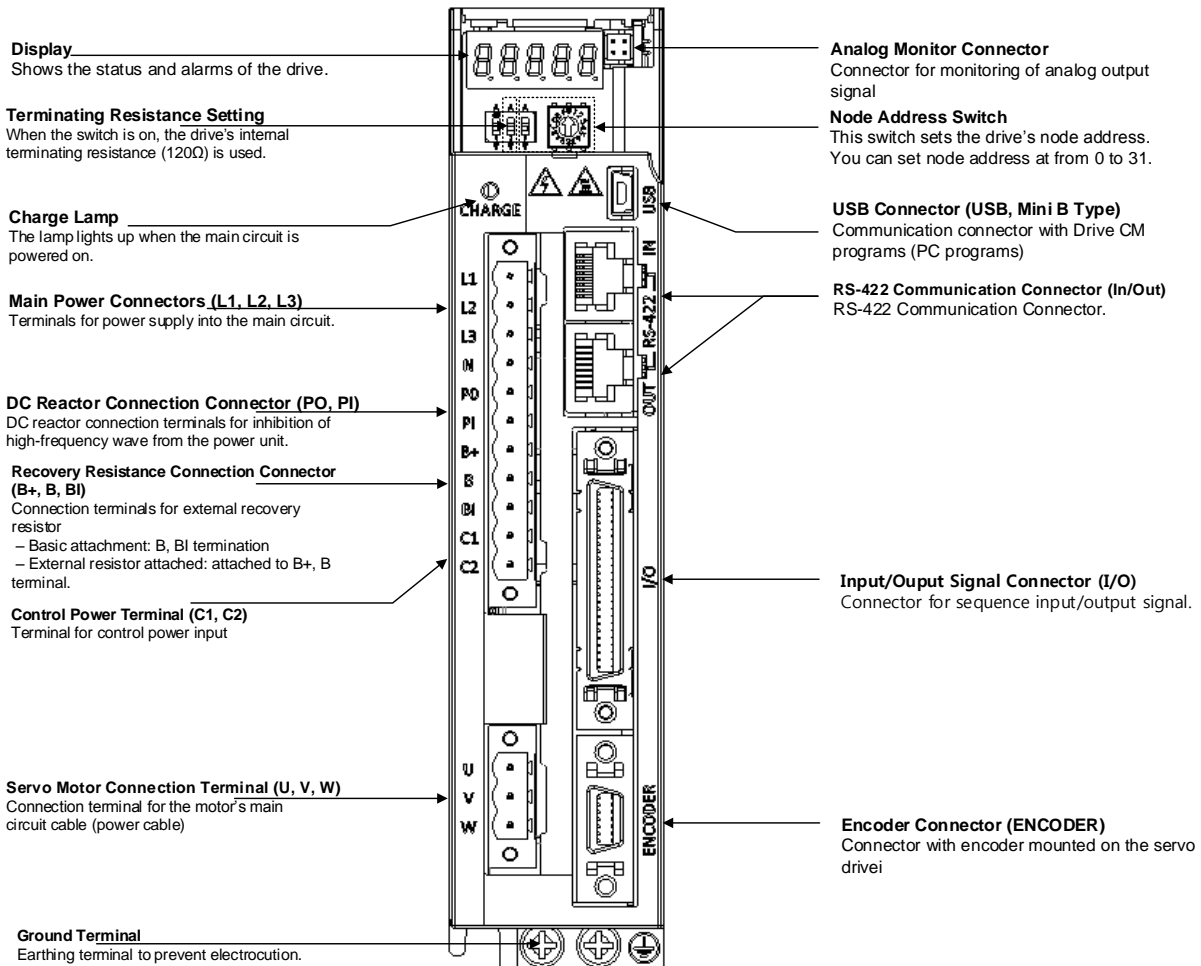 Display
Shows the status and alarms of the drive.
Terminating Resistance Setting
When the switch is on, the drive's internal
terminating resistance (120Ω) is used.
Charge Lamp
The lamp lights up when the main circuit is
powered on.
Main Power Connectors (L1, L2, L3)
Terminals for power supply into the main circuit.
DC Reactor Connection Connector (PO, PI)
DC reactor connection terminals for inhibition of
high-frequency wave from the power unit.
Recovery Resistance Connection Connector
(B+, B, BI)
Connection terminals for external recovery
resistor
– Basic attachment: B, BI termination
– External resistor attached: attached to B+, B
terminal.
Control Power Terminal (C1, C2)
Terminal for control power input
Servo Motor Connection Terminal (U, V, W)
Connection terminal for the motor's main
circuit cable (power cable)
Ground Terminal
Earthing terminal to prevent electrocution.
88888
CHARGE
L1
L2
L3
N
PO
PI
B+
B
BI
C1
C2
U
V
W
USB
IN
RS-422
OUT
I/O
ENCODER
Analog Monitor Connector
Connector for monitoring of analog output
signal
Node Address Switch
This switch sets the drive's node address.
You can set node address at from 0 to 31.
USB Connector (USB, Mini B Type)
Communication connector with Drive CM
programs (PC programs)
RS-422 Communication Connector (In/Out)
RS-422 Communication Connector.
Input/Ouput Signal Connector (I/O)
Connector for sequence input/output signal.
Encoder Connector (ENCODER)
Connector with encoder mounted on the servo
drivei